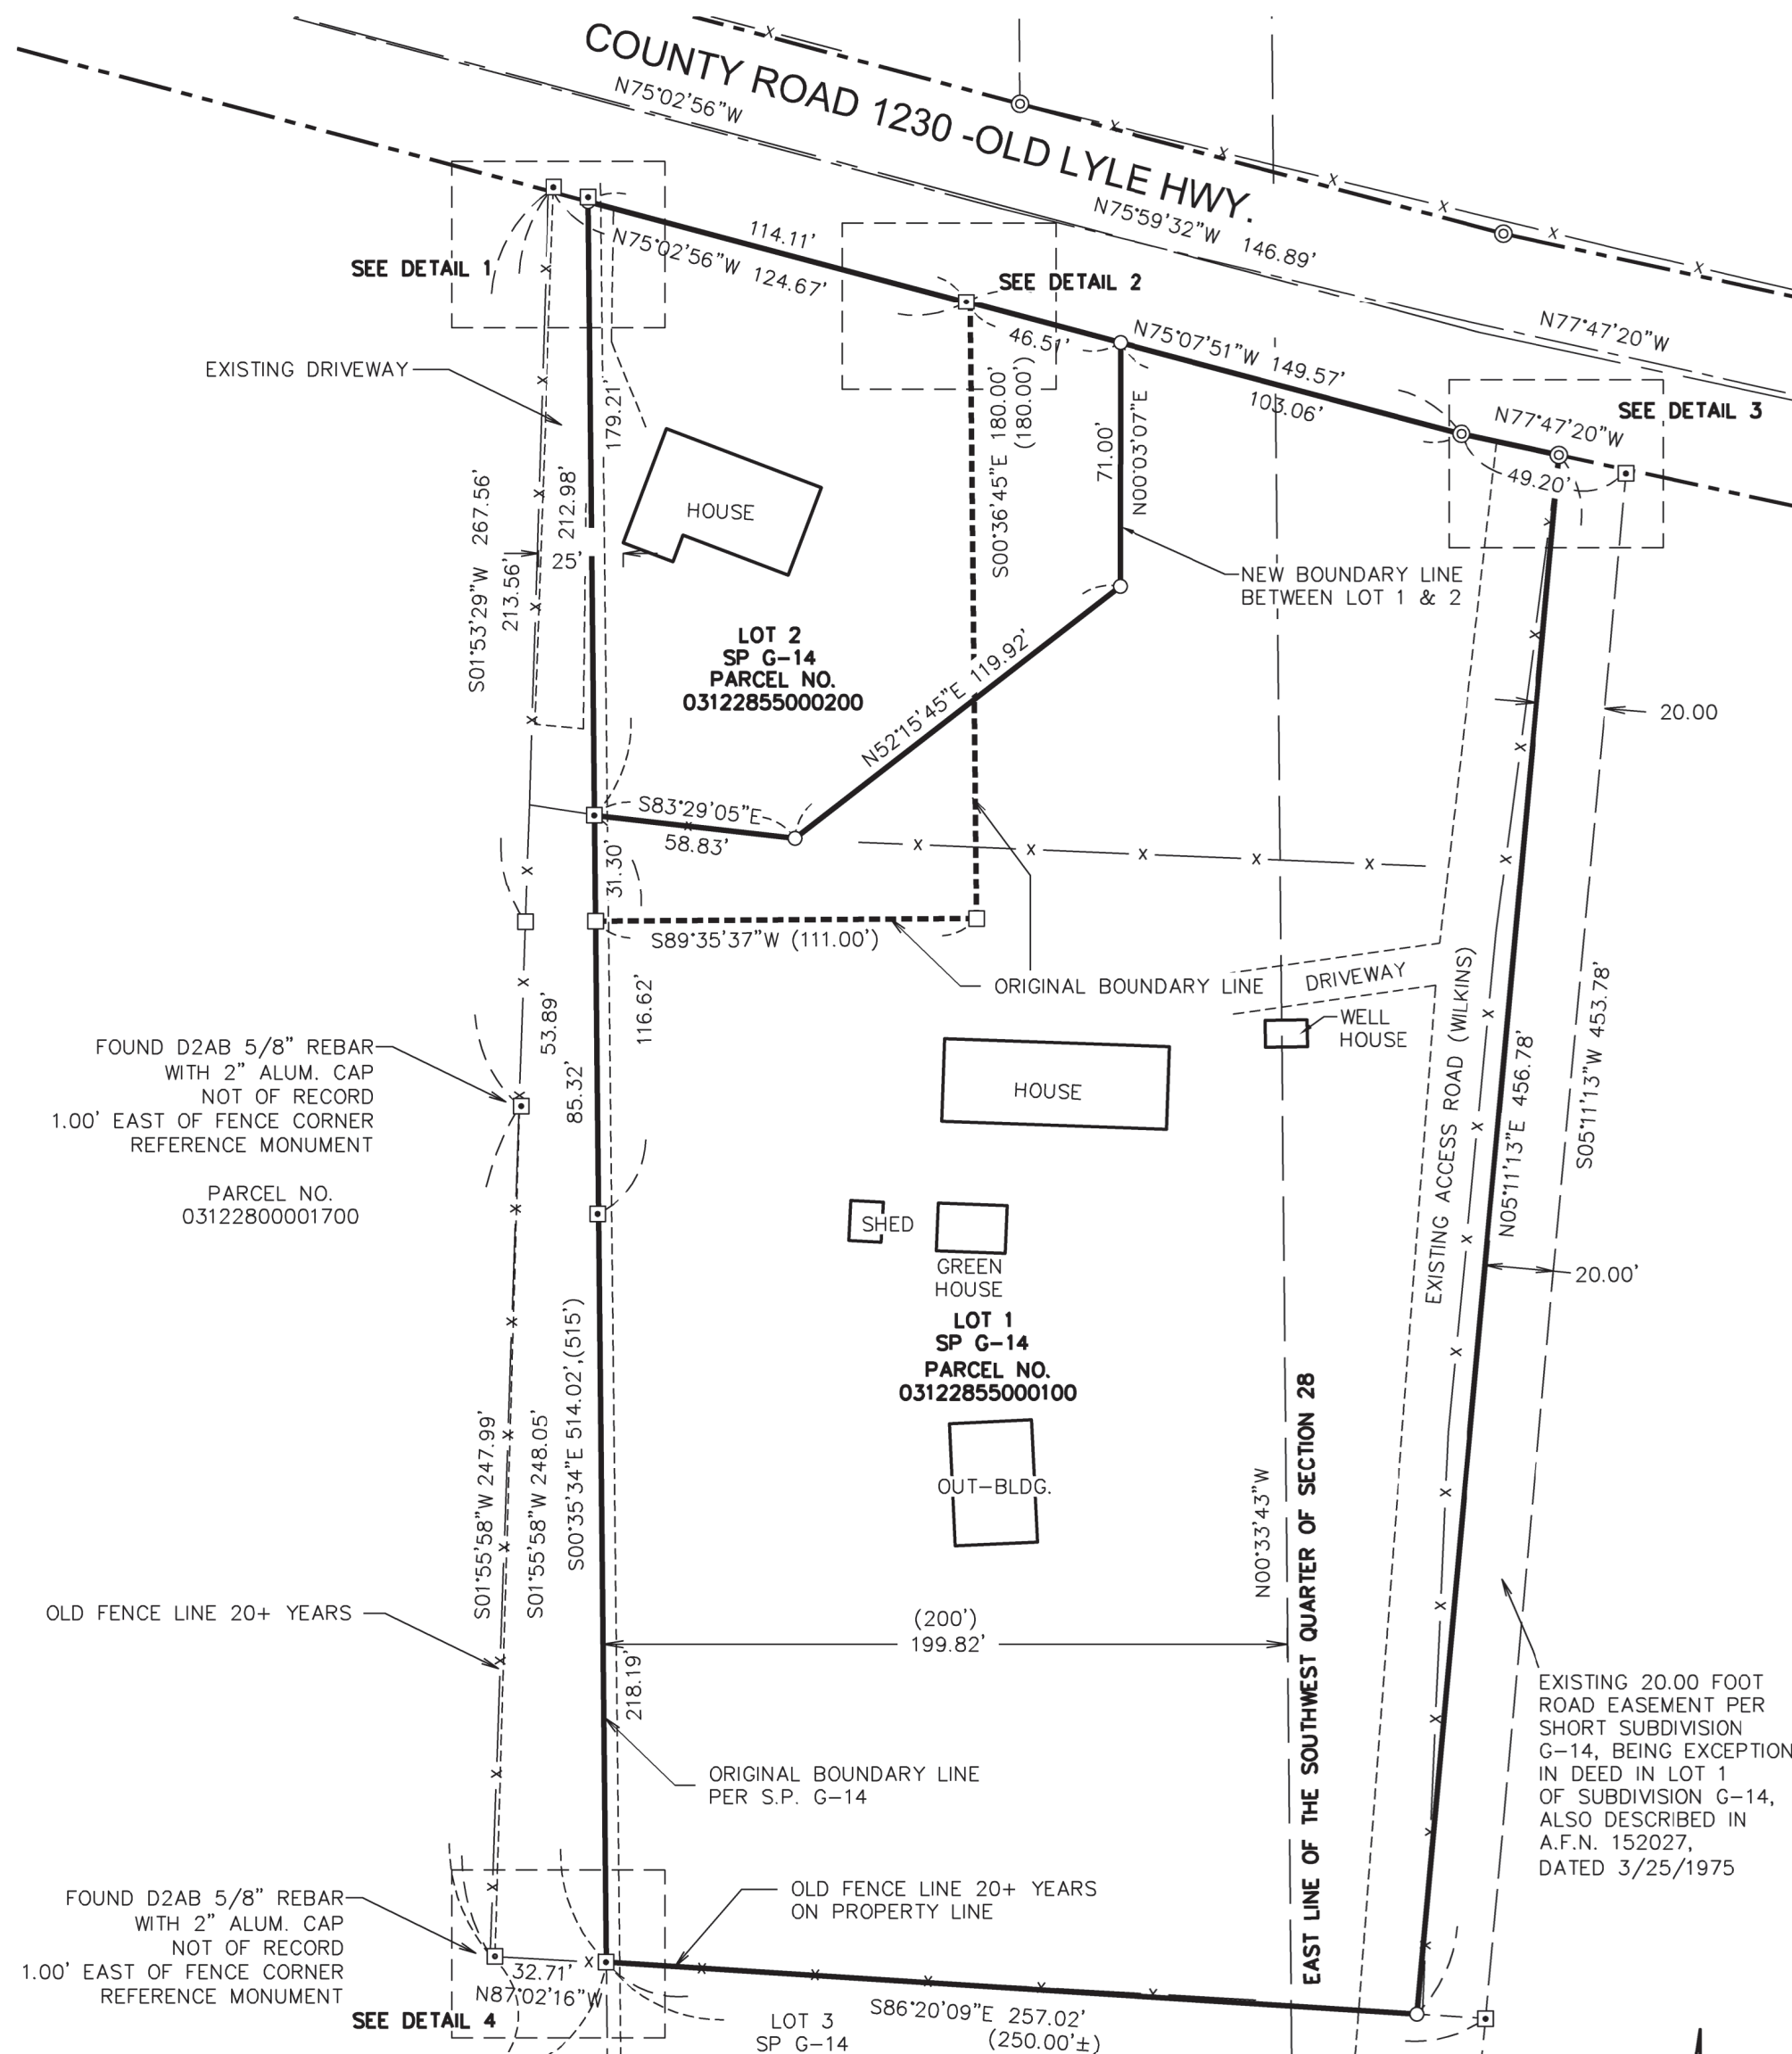 COUNTY ROAD 1230 -OLD LYLE HWY.
N75°02'56"W
N75°59'32"W 146.89'
N77°47'20"W
SEE DETAIL 1
114.11'
N75°02'56"W 124.67'
SEE DETAIL 2
46.51'
N75°07'51"W 149.57'
103.06'
N77°47'20"W
49.20'
SEE DETAIL 3
EXISTING DRIVEWAY
179.21'
S01°53'29"W 267.56'
213.56'
212.98'
25'
HOUSE
S00°36'45"E 180.00'
(180.00')
71.00'
N00°03'07"E
NEW BOUNDARY LINE
BETWEEN LOT 1 & 2
LOT 2
SP G-14
PARCEL NO.
03122855000200
N52°15'45"E 119.92'
20.00
S83°29'05"E
58.83'
31.30'
S89°35'37"W (111.00')
ORIGINAL BOUNDARY LINE
DRIVEWAY
WELL
HOUSE
EXISTING ACCESS ROAD (WILKINS)
N05°11'13"E 456.78'
S05°11'13"W 453.78'
53.89'
116.62'
85.32'
FOUND D2AB 5/8" REBAR
WITH 2" ALUM. CAP
NOT OF RECORD
1.00' EAST OF FENCE CORNER
REFERENCE MONUMENT
HOUSE
PARCEL NO.
03122800001700
SHED
GREEN
HOUSE
20.00'
LOT 1
SP G-14
PARCEL NO.
03122855000100
OUT-BLDG.
S01°55'58"W 247.99'
S01°55'58"W 248.05'
S00°35'34"E 514.02',(515')
N00°33'43"W
EAST LINE OF THE SOUTHWEST QUARTER OF SECTION 28
OLD FENCE LINE 20+ YEARS
(200')
199.82'
218.19'
EXISTING 20.00 FOOT
ROAD EASEMENT PER
SHORT SUBDIVISION
G-14, BEING EXCEPTION
IN DEED IN LOT 1
OF SUBDIVISION G-14,
ALSO DESCRIBED IN
A.F.N. 152027,
DATED 3/25/1975
ORIGINAL BOUNDARY LINE
PER S.P. G-14
OLD FENCE LINE 20+ YEARS
ON PROPERTY LINE
FOUND D2AB 5/8" REBAR
WITH 2" ALUM. CAP
NOT OF RECORD
1.00' EAST OF FENCE CORNER
REFERENCE MONUMENT
32.71'
N87°02'16"W
SEE DETAIL 4
S86°20'09"E 257.02'
(250.00'±)
LOT 3
SP G-14